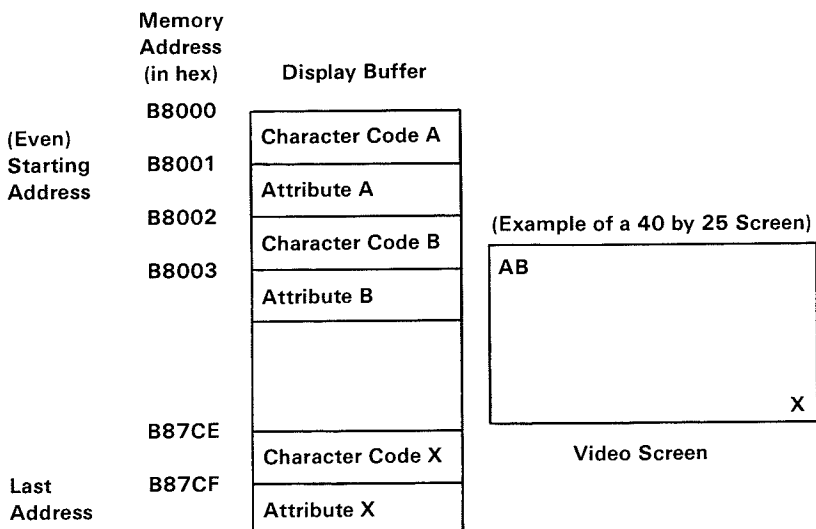 Memory
Address
(in hex)
Display Buffer
B8000
(Even)
Starting
Address
B8001
B8002
B8003
Character Code A
Attribute A
Character Code B
Attribute B
(Example of a 40 by 25 Screen)
AB
X
Video Screen
B87CE
Character Code X
Last
Address
B87CF
Attribute X